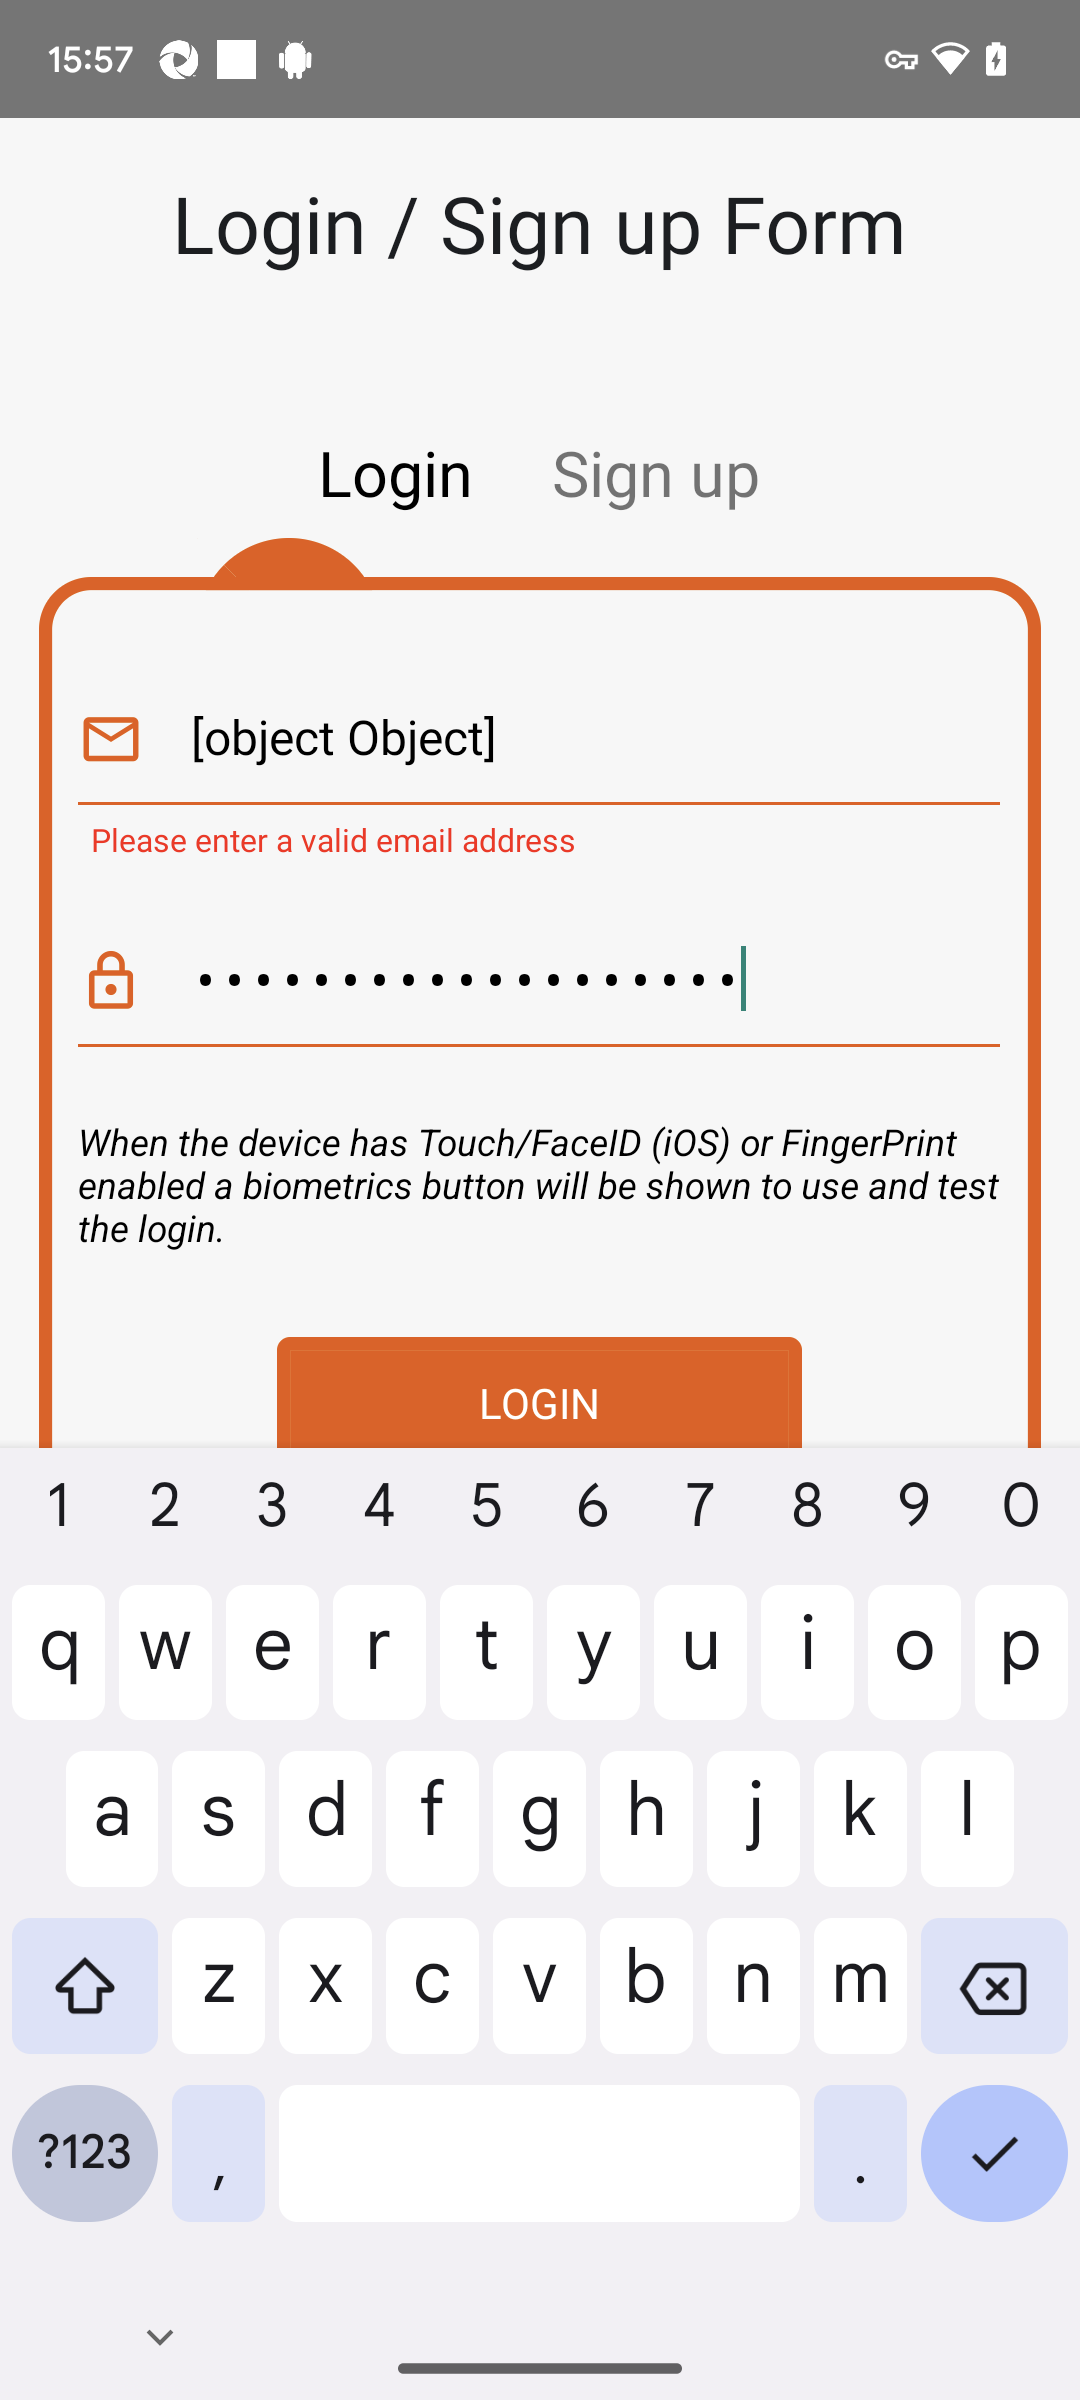 15:57
Login / Sign up Form
Login Sign up
[object Object]
Please enter a valid email address
•••••••••••••••••••
When the device has Touch/FaceID (iOS) or FingerPrint
enabled a biometrics button will be shown to use and test
the login.
LOGIN
1 2 3 4 5 6 7 8 9 0
q w e r t y u i o p
a s d f g h j k l
z x c v b n m
?123 , .